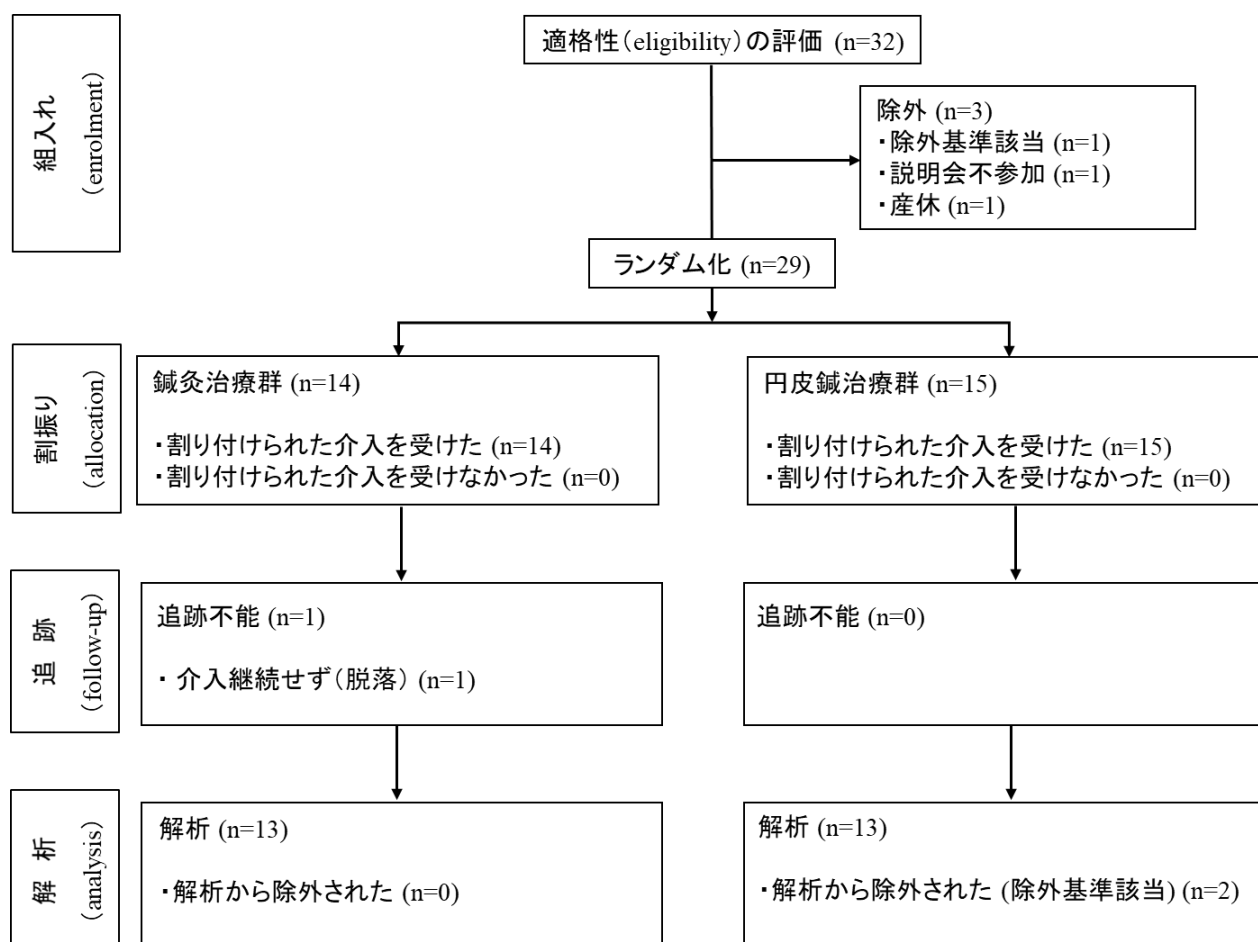 組入れ
(enrolment)
適格性(eligibility)の評価 (n=32)
除外 (n=3)
・除外基準該当 (n=1)
・説明会不参加 (n=1)
・産休 (n=1)
ランダム化 (n=29)
割振り
(allocation)
鍼灸治療群 (n=14)
・割り付けられた介入を受けた (n=14)
・割り付けられた介入を受けなかった (n=0)
円皮鍼治療群 (n=15)
・割り付けられた介入を受けた (n=15)
・割り付けられた介入を受けなかった (n=0)
追 跡
(follow-up)
追跡不能 (n=1)
・ 介入継続せず(脱落) (n=1)
追跡不能 (n=0)
解 析
(analysis)
解析 (n=13)
・解析から除外された (n=0)
解析 (n=13)
・解析から除外された (除外基準該当) (n=2)